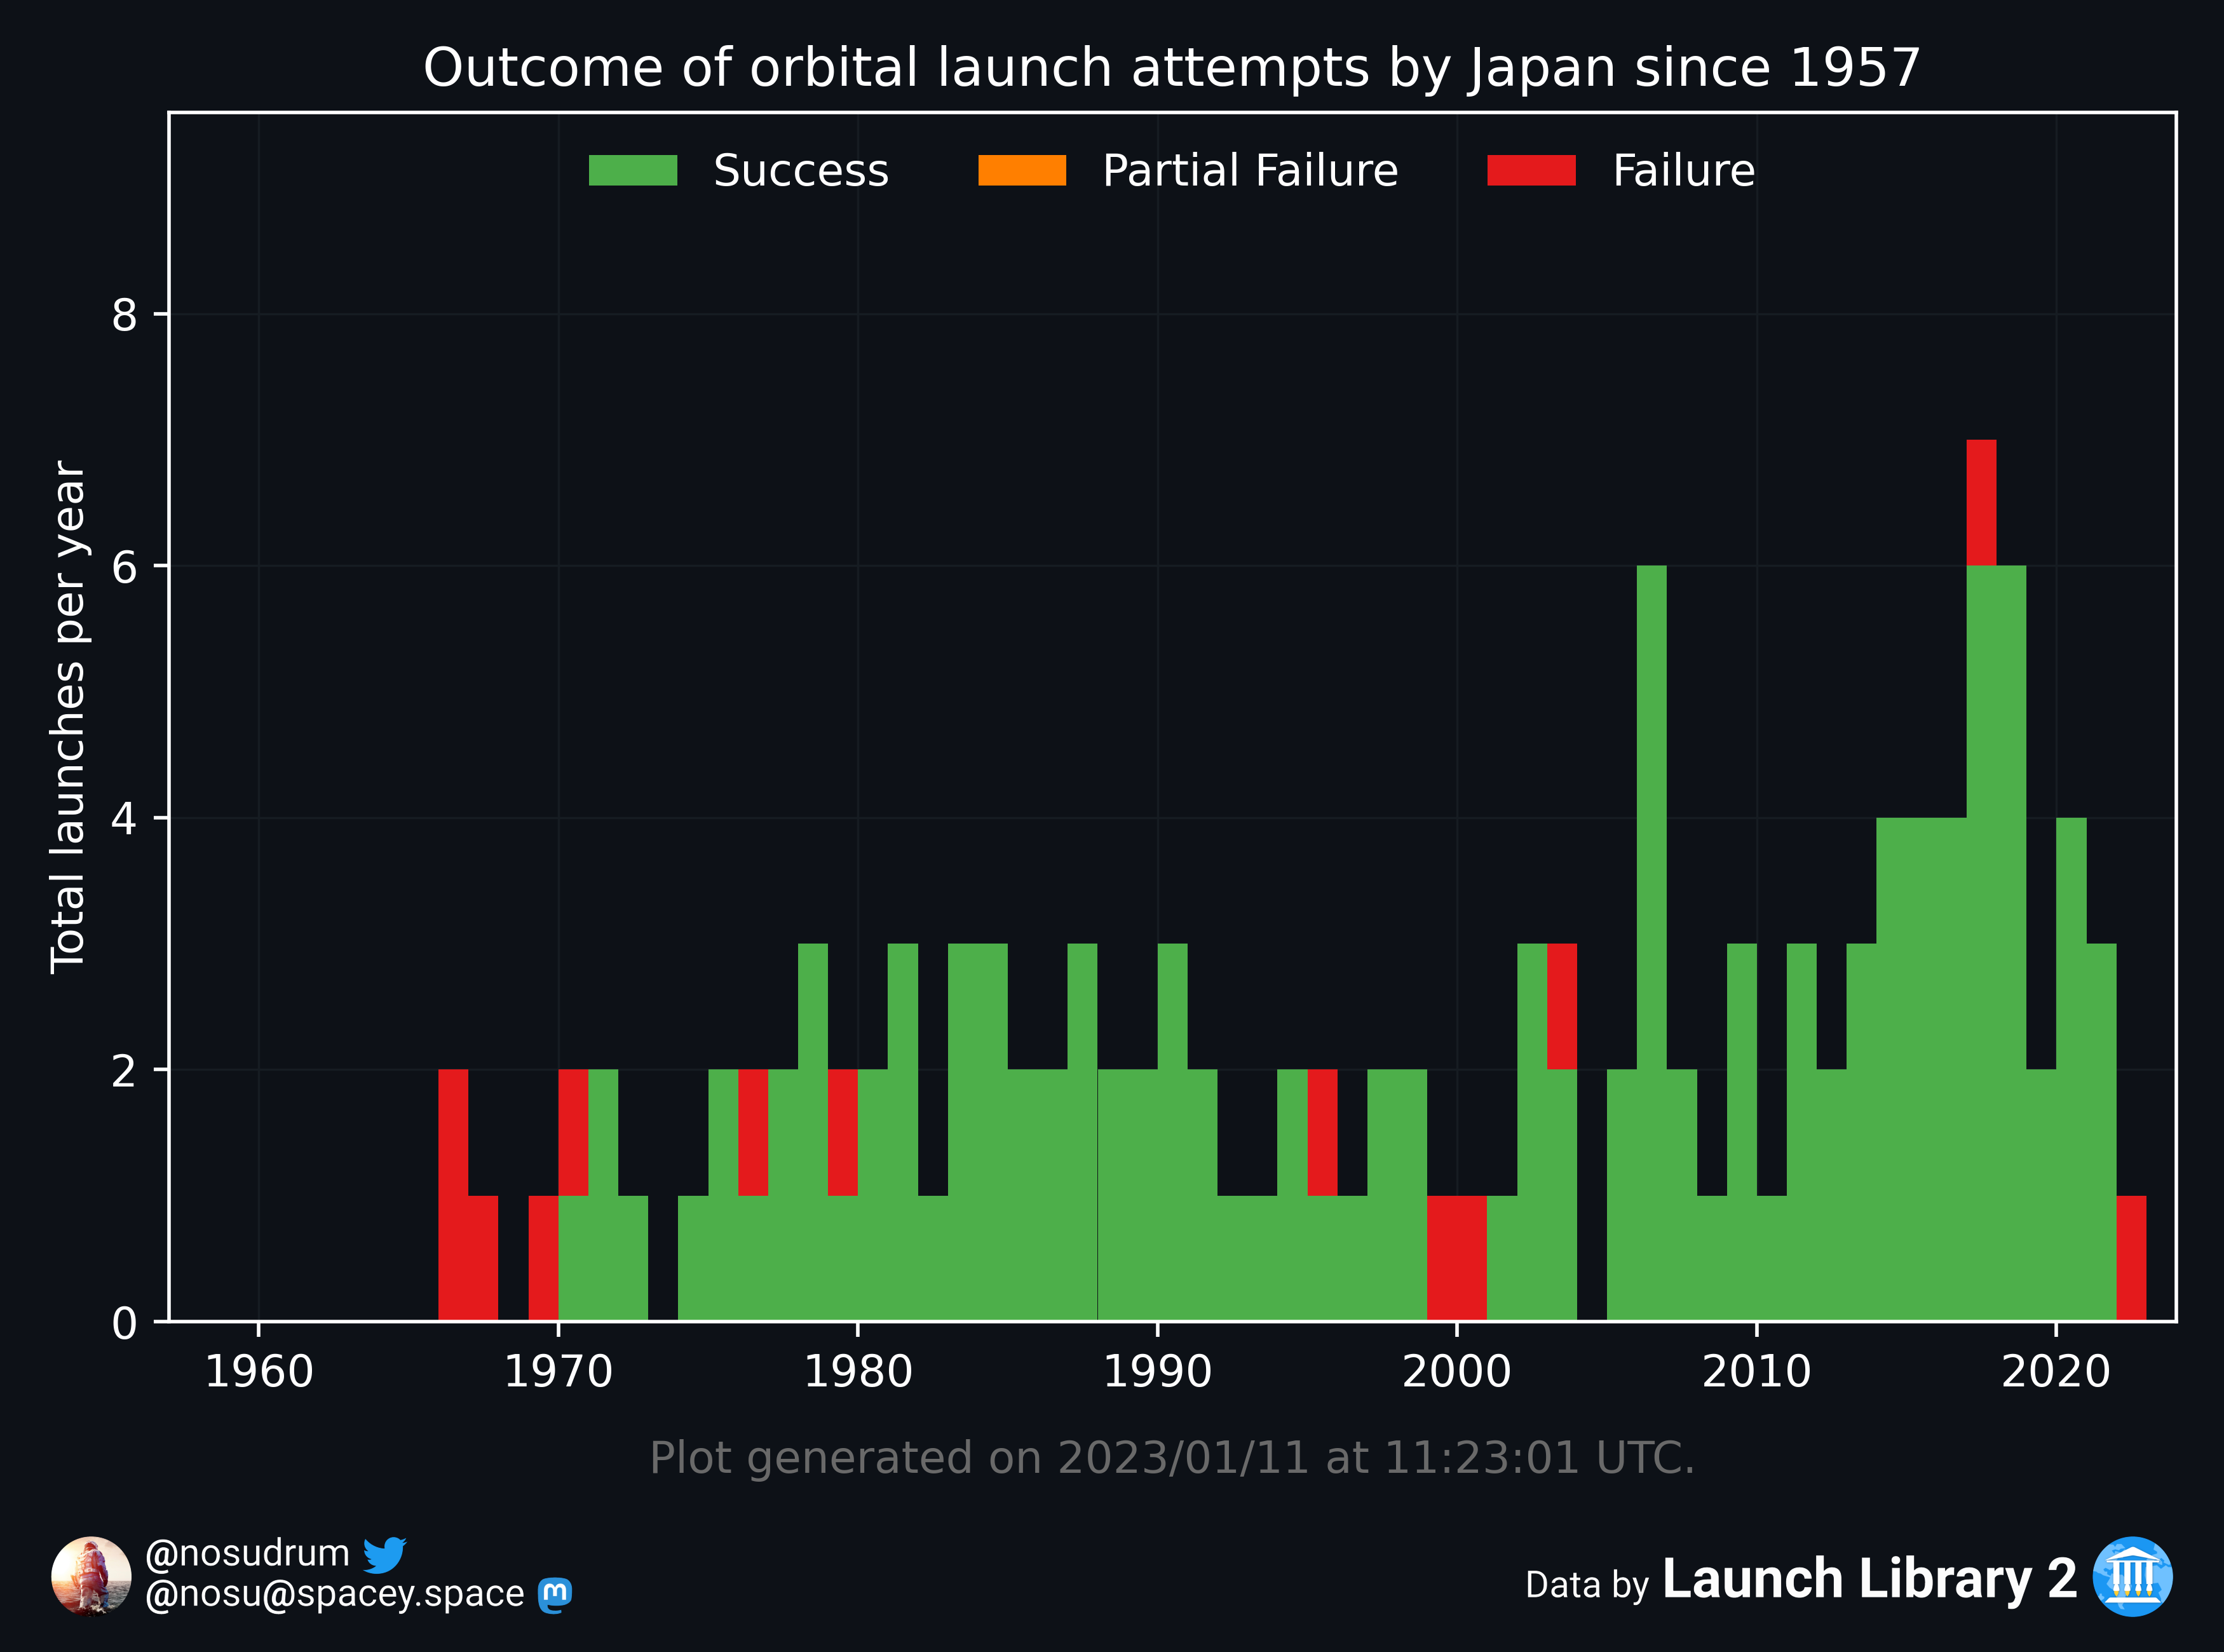 Outcome of orbital launch attempts by Japan since 1957
Success
Partial Failure
Failure
Total launches per year
8
6
4
2
0
1960
1970
1980
1990
2000
2010
2020
Plot generated on 2023/01/11 at 11:23:01 UTC.
@nosudrum
@nosu@spacey.space
Data by Launch Library 2